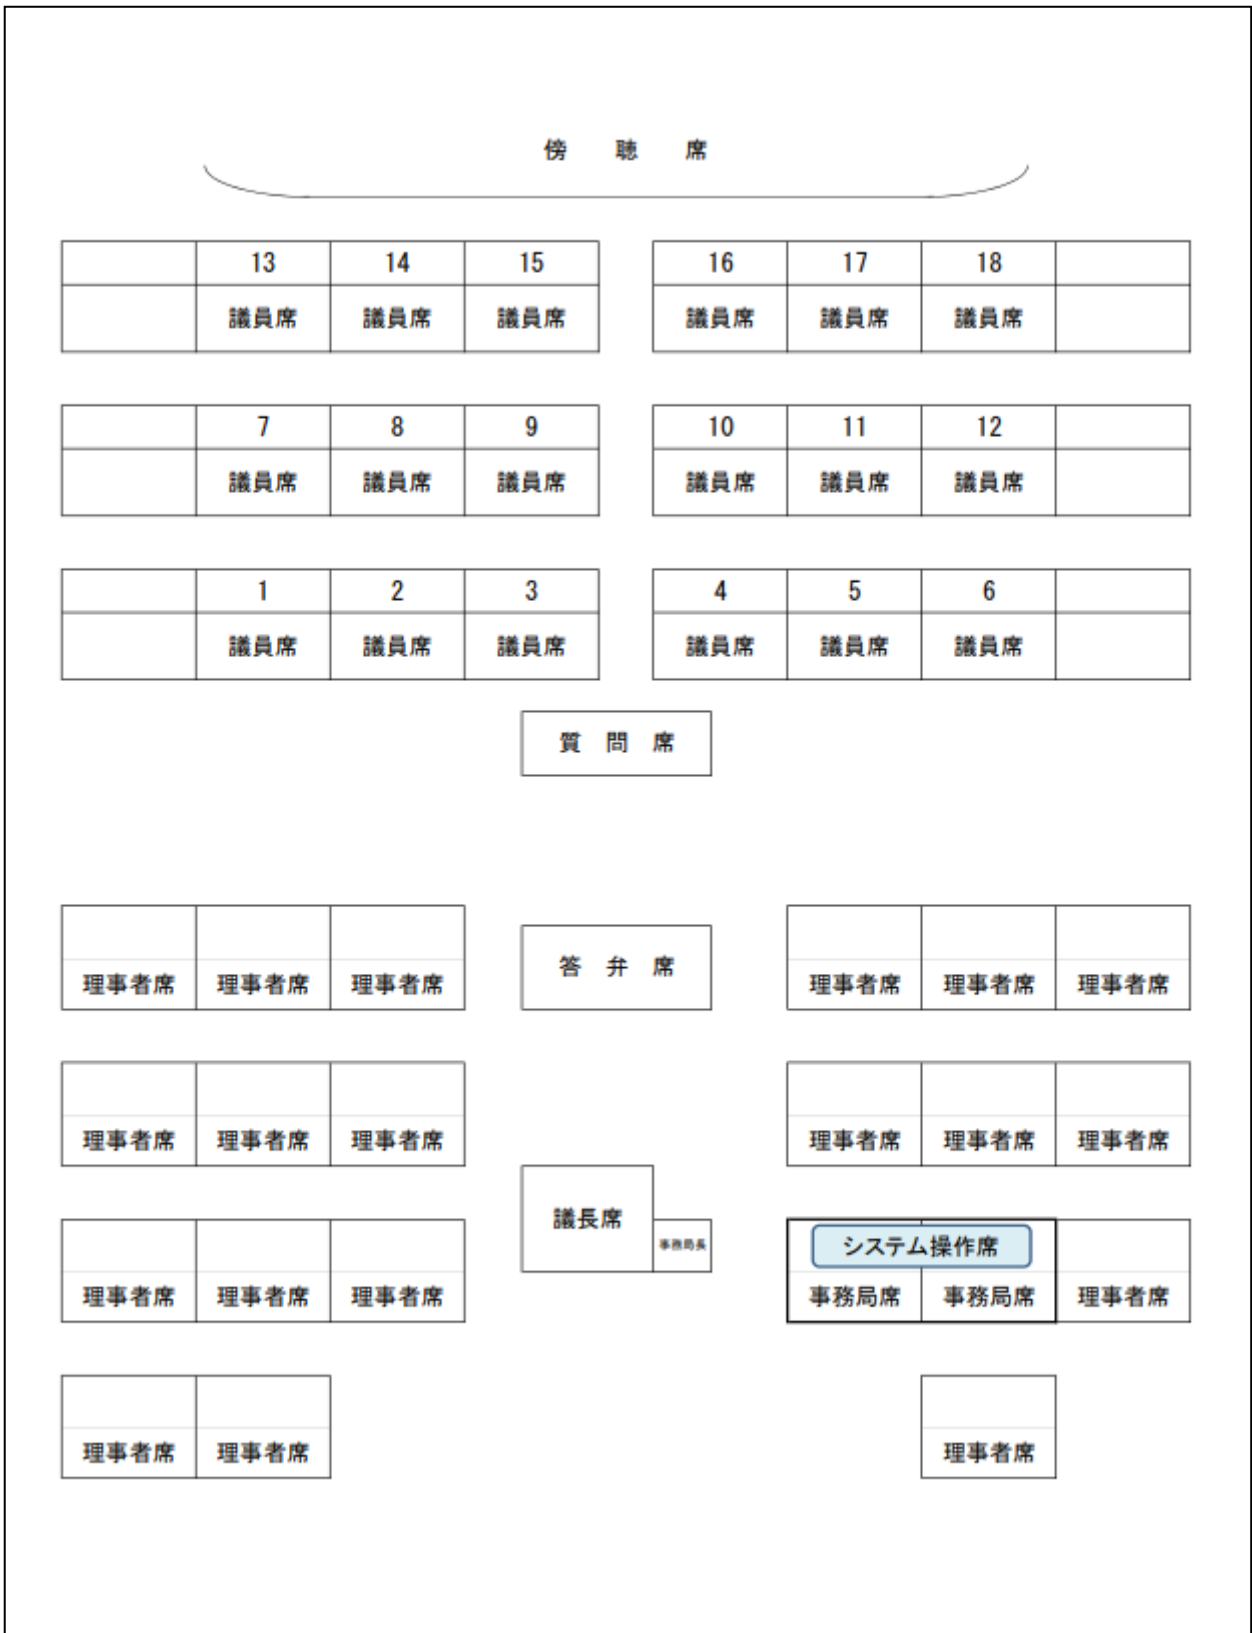 傍 聴 席
13 14 15 16 17 18
議員席 議員席 議員席 議員席 議員席 議員席
7 8 9 10 11 12
議員席 議員席 議員席 議員席 議員席 議員席
1 2 3 4 5 6
議員席 議員席 議員席 議員席 議員席 議員席
質 問 席
答 弁 席
理事者席 理事者席 理事者席 理事者席 理事者席 理事者席
理事者席 理事者席 理事者席 理事者席 理事者席 理事者席
議長席
事務局長
システム操作席
理事者席 理事者席 理事者席 事務局席 事務局席 理事者席
理事者席 理事者席 理事者席